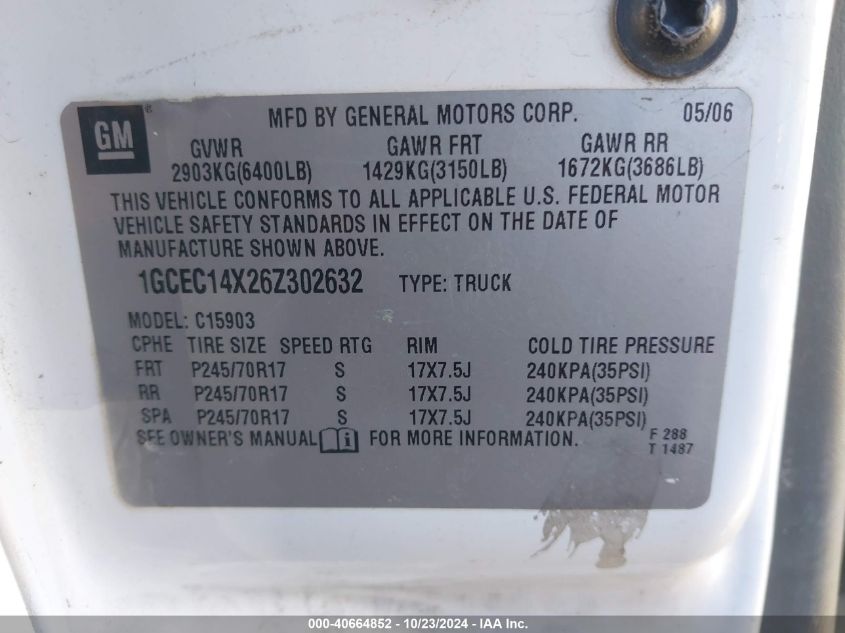 GM ® MFD BY GENERAL MOTORS CORP. 05/06
GVWR GAWR FRT GAWR RR
2903KG(6400LB) 1429KG(3150LB) 1672KG(3686LB)
THIS VEHICLE CONFORMS TO ALL APPLICABLE U.S. FEDERAL MOTOR
VEHICLE SAFETY STANDARDS IN EFFECT ON THE DATE OF
MANUFACTURE SHOWN ABOVE.
1GCEC14X26Z302632 TYPE: TRUCK
MODEL: C15903
CPHE TIRE SIZE SPEED RTG RIM COLD TIRE PRESSURE
FRT P245/70R17 S 17X7.5J 240KPA(35PSI)
RR P245/70R17 S 17X7.5J 240KPA(35PSI)
SPA P245/70R17 S 17X7.5J 240KPA(35PSI)
SEE OWNER'S MANUAL i FOR MORE INFORMATION. F 288
T 1487
000-40664852 - 10/23/2024 - IAA Inc.